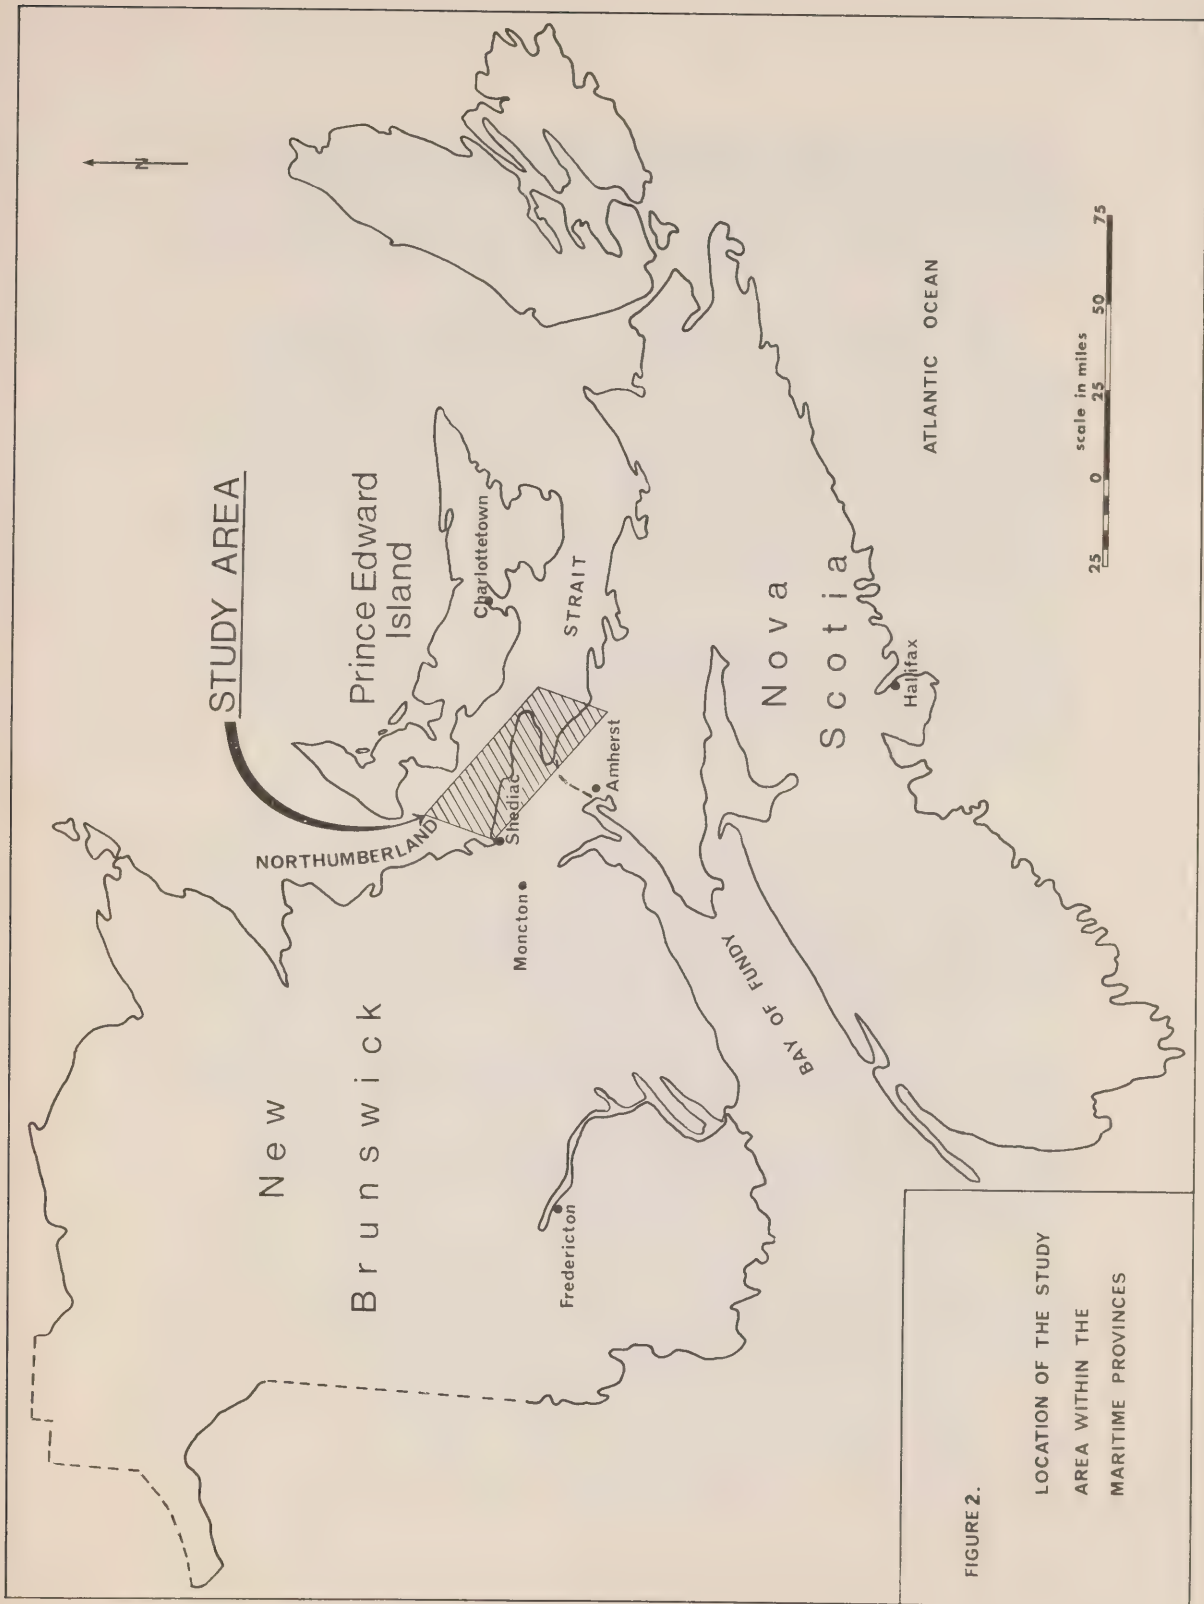 STUDY AREA
N
Prince Edward
Island
Charlottetown
NORTHUMBERLAND
STRAIT
New
Brunswick
Shediac
Moncton
Amherst
Fredericton
Nova
Scotia
Halifax
BAY OF FUNDY
ATLANTIC OCEAN
scale in miles
25 0 25 50 75
FIGURE 2.
LOCATION OF THE STUDY
AREA WITHIN THE
MARITIME PROVINCES